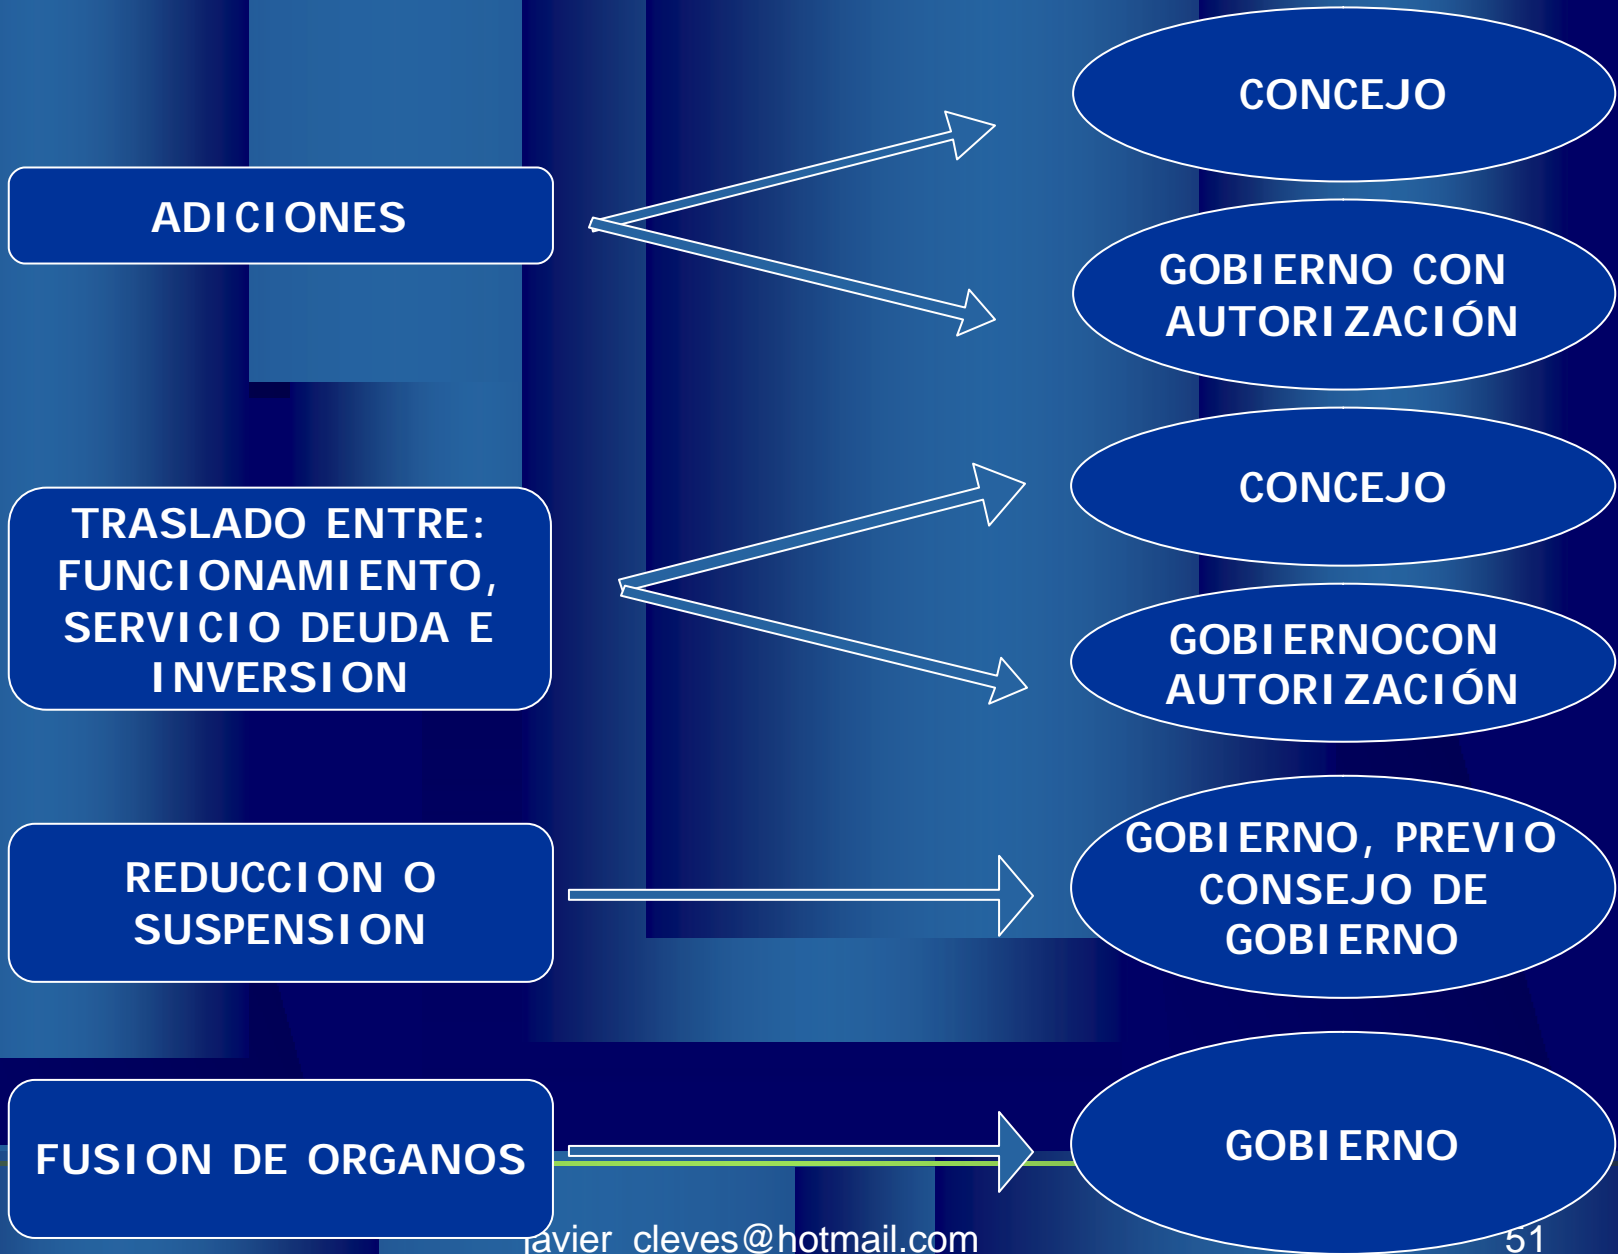 CONCEJO
ADICIONES
GOBIERNO CON
AUTORIZACIÓN
CONCEJO
TRASLADO ENTRE:
FUNCIONAMIENTO,
SERVICIO DEUDA E
INVERSION
GOBIERNOCON
AUTORIZACIÓN
REDUCCION O
SUSPENSION
GOBIERNO, PREVIO
CONSEJO DE
GOBIERNO
FUSION DE ORGANOS
GOBIERNO
javier_cleves@hotmail.com
51